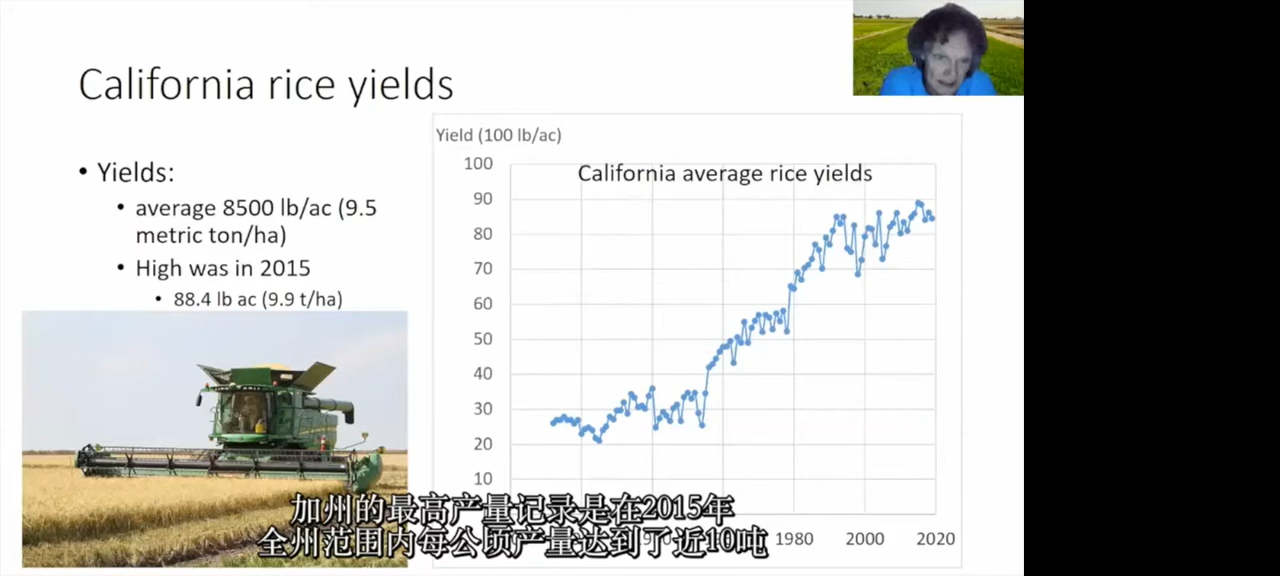 California rice yields
• Yields:
• average 8500 lb/ac (9.5
metric ton/ha)
• High was in 2015
• 88.4 lb ac (9.9 t/ha)
Yield (100 lb/ac)
California average rice yields
100
90
80
70
60
50
40
30
20
10
1980 2000 2020
加州的最高产量记录是在2015年
全州范围内每公顷产量达到了近10吨